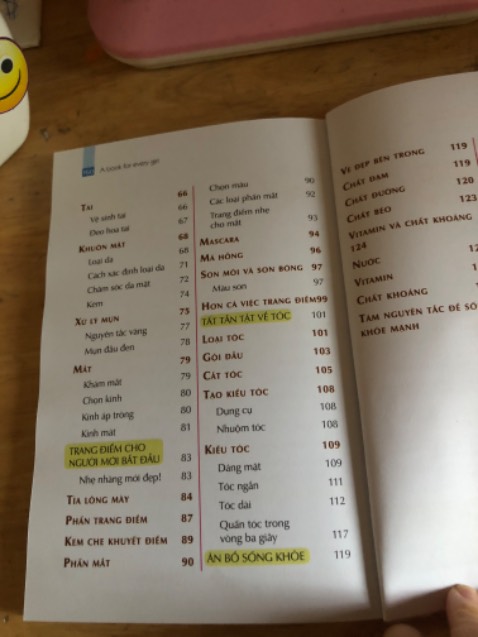 A book for every girl
TAI 66
Vệ sinh tai 66
Đeo hoa tai 67
KHUÔN MẶT 68
Loại da 68
Cách xác định loại da 71
Chăm sóc da mặt 72
Kem 74
XỬ LÝ MỤN 75
Nguyên tắc vàng 77
Mụn đầu đen 78
MẮT 79
Khám mắt 79
Chọn kính 80
Kính áp tròng 80
Kính mát 81
TRANG ĐIỂM CHO
NGƯỜI MỚI BẮT ĐẦU 83
Nhẹ nhàng mới đẹp! 83
TỈA LÔNG MÀY 84
PHẤN TRANG ĐIỂM 87
KEM CHE KHUYẾT ĐIỂM 89
PHẤN MẮT 90
Chọn màu 90
Các loại phấn mắt 92
Trang điểm nhẹ
cho mắt 93
MASCARA 94
MÁ HỒNG 96
SON MÔI VÀ SON BÓNG 97
Màu son 97
HƠN CẢ VIỆC TRANG ĐIỂM 99
TẤT TẦN TẬT VỀ TÓC 101
LOẠI TÓC 101
GỘI ĐẦU 103
CẮT TÓC 105
TẠO KIỂU TÓC 108
Dụng cụ 108
Nhuộm tóc 108
KIỂU TÓC 109
Dáng mặt 109
Tóc ngắn 111
Tóc dài 112
Quấn tóc trong
vòng ba giây 117
ĂN BỔ SỐNG KHỎE 119
VẺ ĐẸP BÊN TRONG 119
CHẤT ĐẠM 119
CHẤT ĐƯỜNG 120
CHẤT BÉO 123
VITAMIN VÀ CHẤT KHOÁNG
124
NƯỚC
VITAMIN
CHẤT KHOÁNG
TÁM NGUYÊN TẮC ĐỂ
KHỎE MẠNH